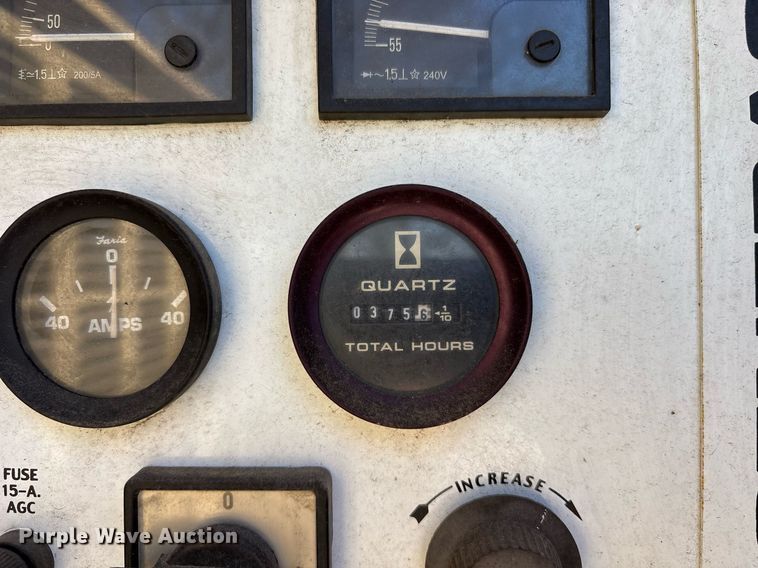 50
0
1.5 200/5A
55
1.5 240V
Faria
0
40 AMPS 40
QUARTZ
0 3 7 5 6 1/10
TOTAL HOURS
FUSE
15-A.
AGC
0
INCREASE
Purple Wave Auction